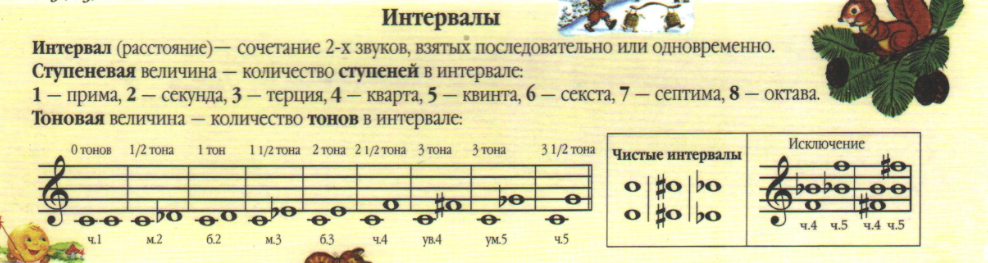 Интервалы
Интервал (расстояние)— сочетание 2-х звуков, взятых последовательно или одновременно.
Ступеневая величина — количество ступеней в интервале:
1 — прима, 2 — секунда, 3 — терция, 4 — кварта, 5 — квинта, 6 — секста, 7 — септима, 8 — октава.
Тоновая величина — количество тонов в интервале:
0 тонов 1/2 тона 1 тон 1 1/2 тона 2 тона 2 1/2 тона 3 тона 3 тона 3 1/2 тона
ч.1 м.2 б.2 м.3 б.3 ч.4 ув.4 ум.5 ч.5
Чистые интервалы
Исключение
ч.4 ч.5 ч.4 ч.5